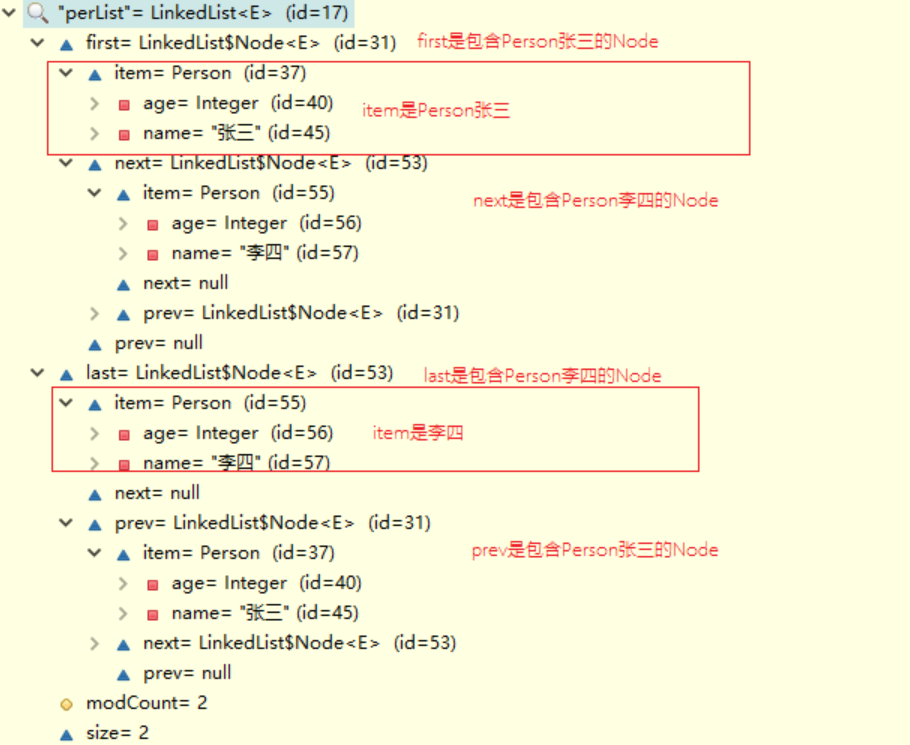 "perList"= LinkedList<E> (id=17)
first= LinkedList$Node<E> (id=31) first是包含Person张三的Node
item= Person (id=37)
age= Integer (id=40) item是Person张三
name= "张三" (id=45)
next= LinkedList$Node<E> (id=53)
item= Person (id=55) next是包含Person李四的Node
age= Integer (id=56)
name= "李四" (id=57)
next= null
prev= LinkedList$Node<E> (id=31)
prev= null
last= LinkedList$Node<E> (id=53) last是包含Person李四的Node
item= Person (id=55)
age= Integer (id=56) item是李四
name= "李四" (id=57)
next= null
prev= LinkedList$Node<E> (id=31)
item= Person (id=37) prev是包含Person张三的Node
age= Integer (id=40)
name= "张三" (id=45)
next= LinkedList$Node<E> (id=53)
prev= null
modCount= 2
size= 2